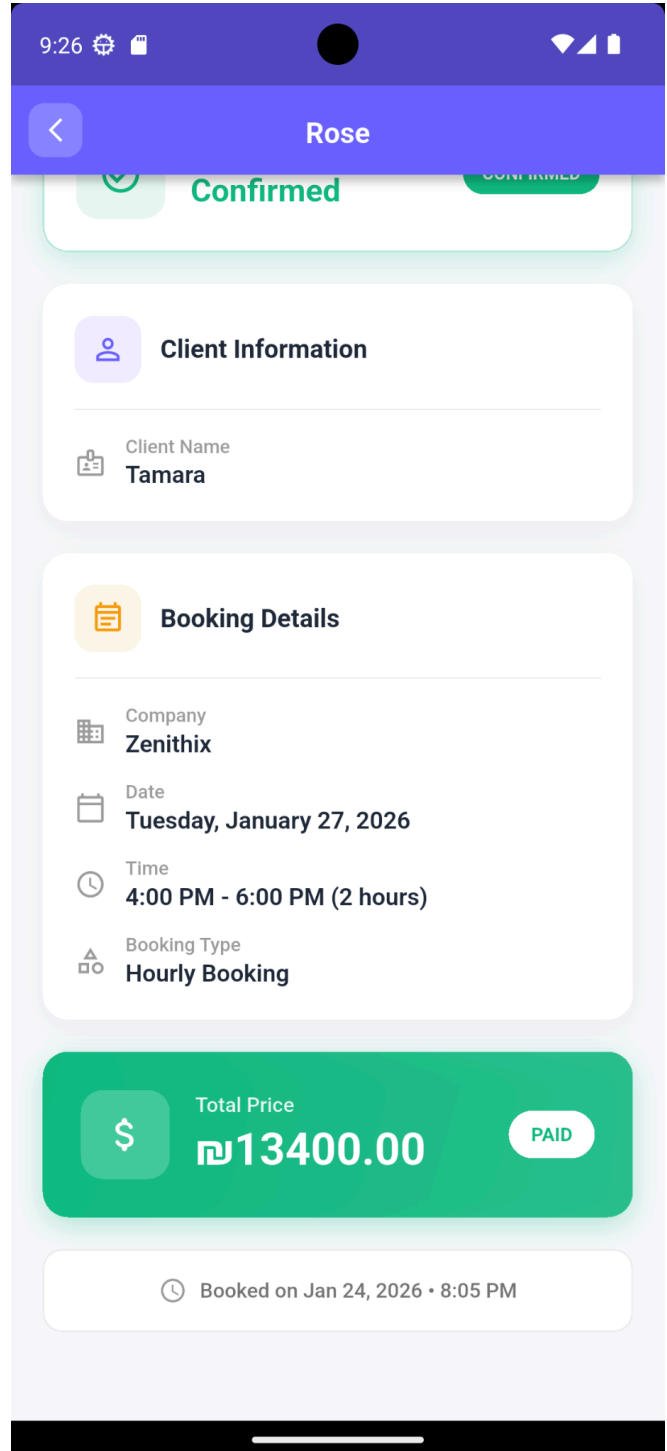 9:26
Rose
Confirmed
CONFIRMED
Client Information
Client Name
Tamara
Booking Details
Company
Zenithix
Date
Tuesday, January 27, 2026
Time
4:00 PM - 6:00 PM (2 hours)
Booking Type
Hourly Booking
Total Price
₪13400.00
PAID
Booked on Jan 24, 2026 • 8:05 PM